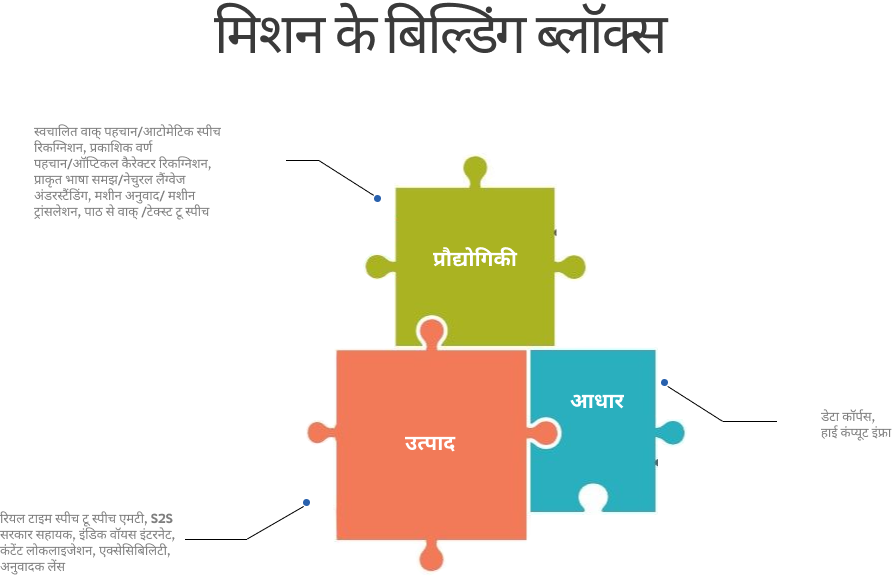 मिशन के बिल्डिंग ब्लॉक्स
स्वचालित वाक् पहचान/आटोमेटिक स्पीच
रिकग्निशन, प्रकाशिक वर्ण
पहचान/ऑप्टिकल कैरेक्टर रिकग्निशन,
प्राकृत भाषा समझ/नेचुरल लैंग्वेज
अंडरस्टैंडिंग, मशीन अनुवाद/ मशीन
ट्रांसलेशन, पाठ से वाक् /टेक्स्ट टू स्पीच
प्रौद्योगिकी
आधार
डेटा कॉर्पस,
हाई कंप्यूट इंफ्रा
उत्पाद
रियल टाइम स्पीच टू स्पीच एमटी, S2S
सरकार सहायक, इंडिक वॉयस इंटरनेट,
कंटेंट लोकलाइजेशन, एक्सेसिबिलिटी,
अनुवादक लेंस